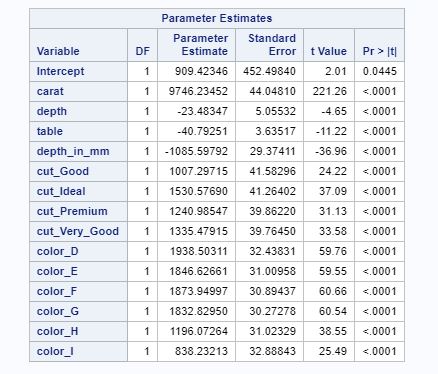 Parameter Estimates
Variable DF Parameter Estimate Standard Error t Value Pr > |t|
Intercept 1 909.42346 452.49840 2.01 0.0445
carat 1 9746.23452 44.04810 221.26 <.0001
depth 1 -23.48347 5.05532 -4.65 <.0001
table 1 -40.79251 3.63517 -11.22 <.0001
depth_in_mm 1 -1085.59792 29.37411 -36.96 <.0001
cut_Good 1 1007.29715 41.58296 24.22 <.0001
cut_Ideal 1 1530.57690 41.26402 37.09 <.0001
cut_Premium 1 1240.98547 39.86220 31.13 <.0001
cut_Very_Good 1 1335.47915 39.76450 33.58 <.0001
color_D 1 1938.50311 32.43831 59.76 <.0001
color_E 1 1846.62661 31.00958 59.55 <.0001
color_F 1 1873.94997 30.89437 60.66 <.0001
color_G 1 1832.82950 30.27278 60.54 <.0001
color_H 1 1196.07264 31.02329 38.55 <.0001
color_I 1 838.23213 32.88843 25.49 <.0001